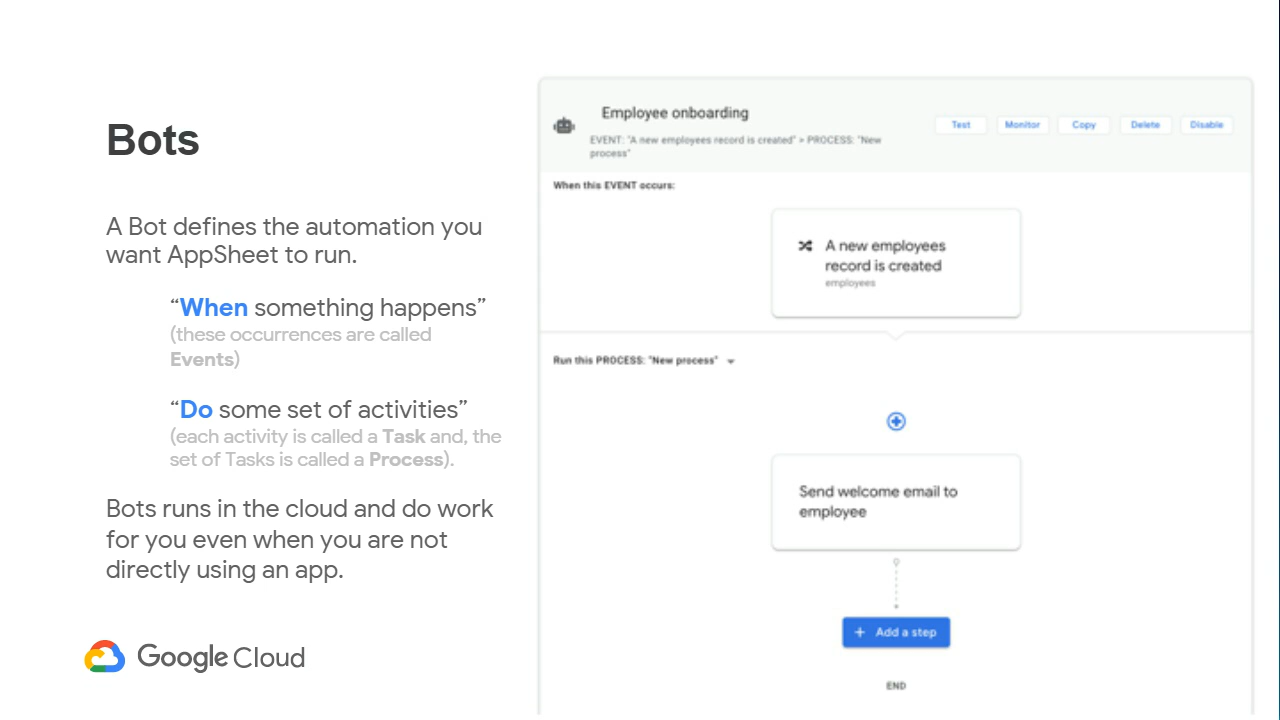 Bots
A Bot defines the automation you
want AppSheet to run.
“When something happens”
(these occurrences are called
Events)
“Do some set of activities”
(each activity is called a Task and, the
set of Tasks is called a Process).
Bots runs in the cloud and do work
for you even when you are not
directly using an app.
Google Cloud
Employee onboarding
EVENT: "A new employees record is created" > PROCESS: "New
process"
Test
Monitor
Copy
Delete
Disable
When this EVENT occurs:
A new employees
record is created
employees
Run this PROCESS: "New process"
Send welcome email to
employee
+ Add a step
END